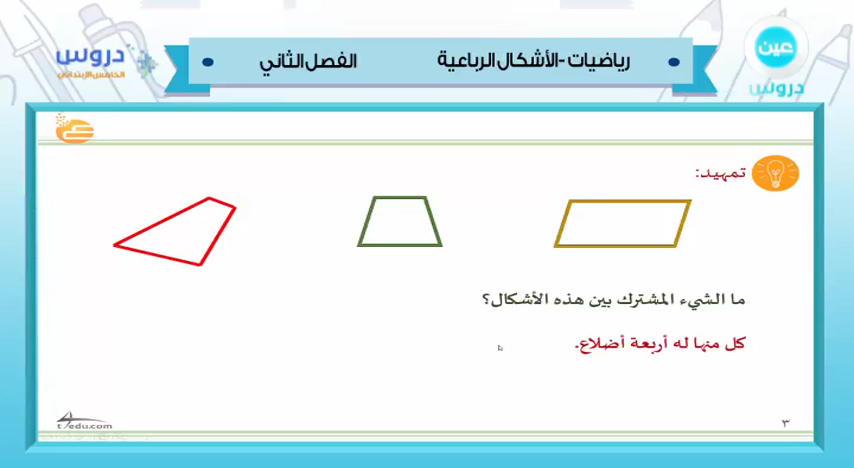 رياضيات - الأشكال الرباعية
الفصل الثاني
عين
دروس
دروس
الخامس الإبتدائي
تمهيد:
ما الشيء المشترك بين هذه الأشكال؟
كل منها له أربعة أضلاع.
t4edu.com
٣